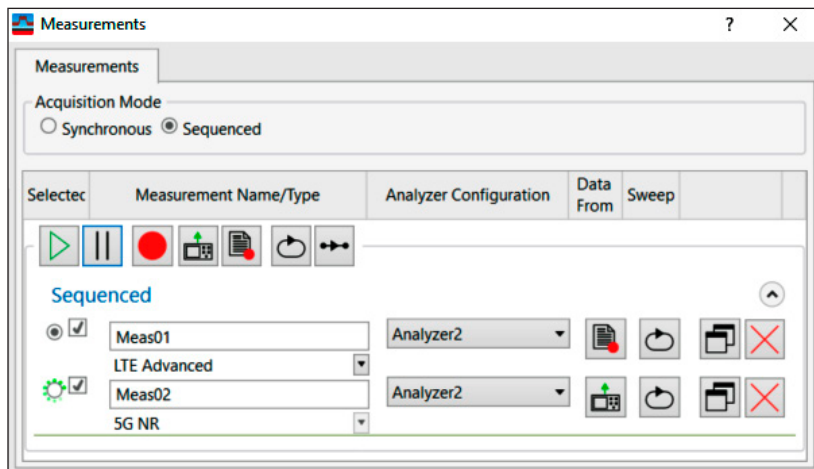 Measurements ?
Measurements
Acquisition Mode
Synchronous Sequenced
Selectec Measurement Name/Type Analyzer Configuration Data From Sweep
Sequenced
Meas01 Analyzer2
LTE Advanced
Meas02 Analyzer2
5G NR